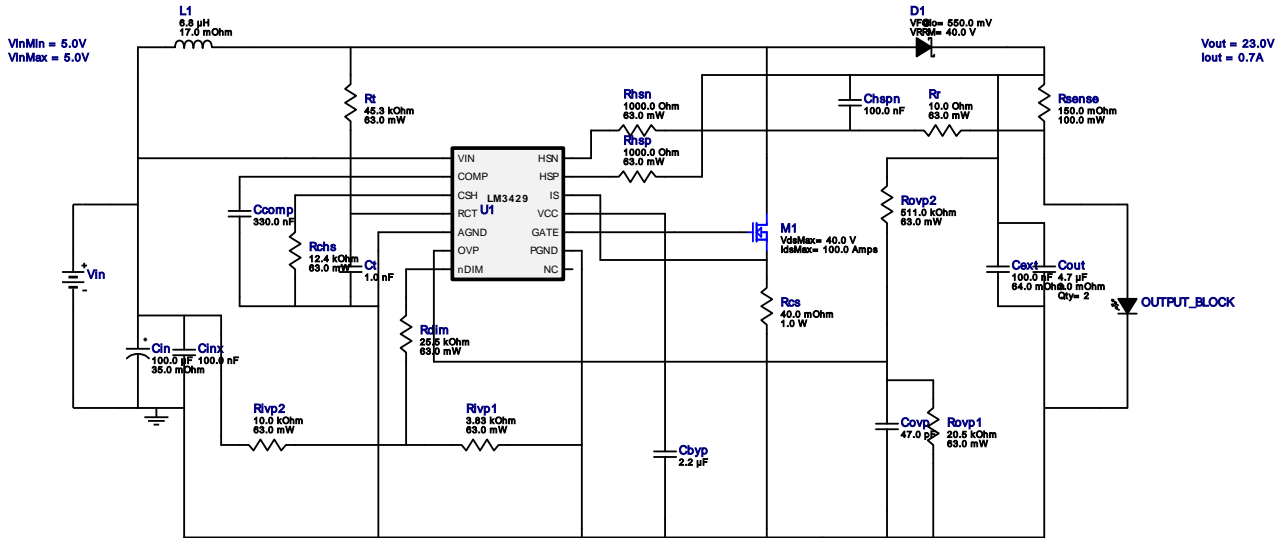 L1
6.8 µH
17.0 mOhm
D1
VRRM= 40.0 V
VinMin = 5.0V
VinMax = 5.0V
Vout = 23.0V
Iout = 0.7A
Rt
45.3 kOhm
63.0 mW
Rhsn
1000.0 Ohm
63.0 mW
Rhsp
1000.0 Ohm
63.0 mW
Chspn
100.0 nF
Rr
10.0 Ohm
63.0 mW
Rsense
150.0 mOhm
100.0 mW
VIN
COMP
CSH
RCT
AGND
OVP
nDIM
LM3429
U1
HSN
HSP
IS
VCC
GATE
PGND
NC
Ccomp
330.0 nF
Rchs
12.4 kOhm
63.0 mW
Ct
1.0 nF
Rovp2
511.0 kOhm
63.0 mW
M1
VdsMax= 40.0 V
IdsMax= 100.0 Amps
Vin
+
-
Cext
100.0 nF
64.0 mOhm
Cout
4.7 µF
mOhm
Qty= 2
Rcs
40.0 mOhm
1.0 W
OUTPUT_BLOCK
Rdim
25.5 kOhm
63.0 mW
Cin
100.0 µF
35.0 mOhm
Cinx
100.0 nF
Rivp2
10.0 kOhm
63.0 mW
Rivp1
3.83 kOhm
63.0 mW
Cbyp
2.2 µF
Covp
47.0 pF
Rovp1
20.5 kOhm
63.0 mW